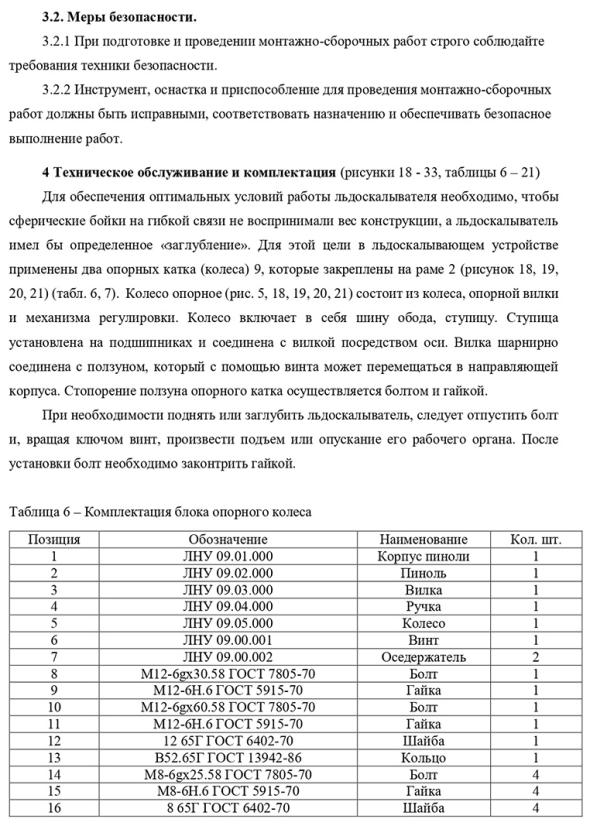 3.2. Меры безопасности.
3.2.1 При подготовке и проведении монтажно-сборочных работ строго соблюдайте
требования техники безопасности.
3.2.2 Инструмент, оснастка и приспособление для проведения монтажно-сборочных
работ должны быть исправными, соответствовать назначению и обеспечивать безопасное
выполнение работ.
4 Техническое обслуживание и комплектация (рисунки 18 - 33, таблицы 6 – 21)
Для обеспечения оптимальных условий работы льдоскалывателя необходимо, чтобы
сферические бойки на гибкой связи не воспринимали вес конструкции, а льдоскалыватель
имел бы определенное «заглубление». Для этой цели в льдоскалывающем устройстве
применены два опорных катка (колеса) 9, которые закреплены на раме 2 (рисунок 18, 19,
20, 21) (табл. 6, 7). Колесо опорное (рис. 5, 18, 19, 20, 21) состоит из колеса, опорной вилки
и механизма регулировки. Колесо включает в себя шину обода, ступицу. Ступица
установлена на подшипниках и соединена с вилкой посредством оси. Вилка шарнирно
соединена с ползуном, который с помощью винта может перемещаться в направляющей
корпуса. Стопорение ползуна опорного катка осуществляется болтом и гайкой.
При необходимости поднять или заглубить льдоскалыватель, следует отпустить болт
и, вращая ключом винт, произвести подъем или опускание его рабочего органа. После
установки болт необходимо законтрить гайкой.
Таблица 6 – Комплектация блока опорного колеса
Позиция Обозначение Наименование Кол. шт.
1 ЛНУ 09.01.000 Корпус пиноли 1
2 ЛНУ 09.02.000 Пиноль 1
3 ЛНУ 09.03.000 Вилка 1
4 ЛНУ 09.04.000 Ручка 1
5 ЛНУ 09.05.000 Колесо 1
6 ЛНУ 09.00.001 Винт 1
7 ЛНУ 09.00.002 Оседержатель 2
8 М12-6gx30.58 ГОСТ 7805-70 Болт 1
9 М12-6Н.6 ГОСТ 5915-70 Гайка 1
10 М12-6gx60.58 ГОСТ 7805-70 Болт 1
11 М12-6Н.6 ГОСТ 5915-70 Гайка 1
12 12 65Г ГОСТ 6402-70 Шайба 1
13 В52.65Г ГОСТ 13942-86 Кольцо 1
14 М8-6gx25.58 ГОСТ 7805-70 Болт 4
15 М8-6Н.6 ГОСТ 5915-70 Гайка 4
16 8 65Г ГОСТ 6402-70 Шайба 4